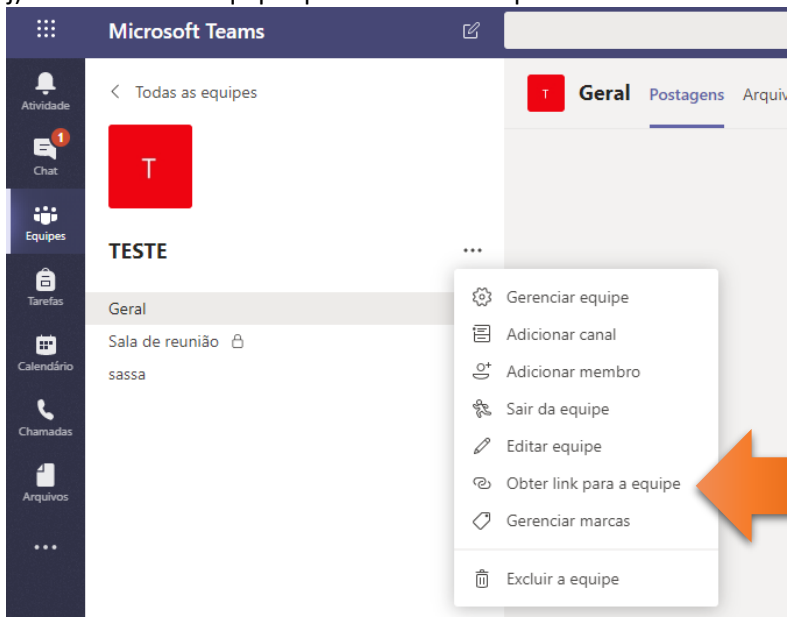 Microsoft Teams
Atividade
1
Chat
Equipes
Tarefas
Calendário
Chamadas
Arquivos
Todas as equipes
T
TESTE
Geral
Sala de reunião
sassa
T Geral Postagens Arquiv
Gerenciar equipe
Adicionar canal
Adicionar membro
Sair da equipe
Editar equipe
Obter link para a equipe
Gerenciar marcas
Excluir a equipe